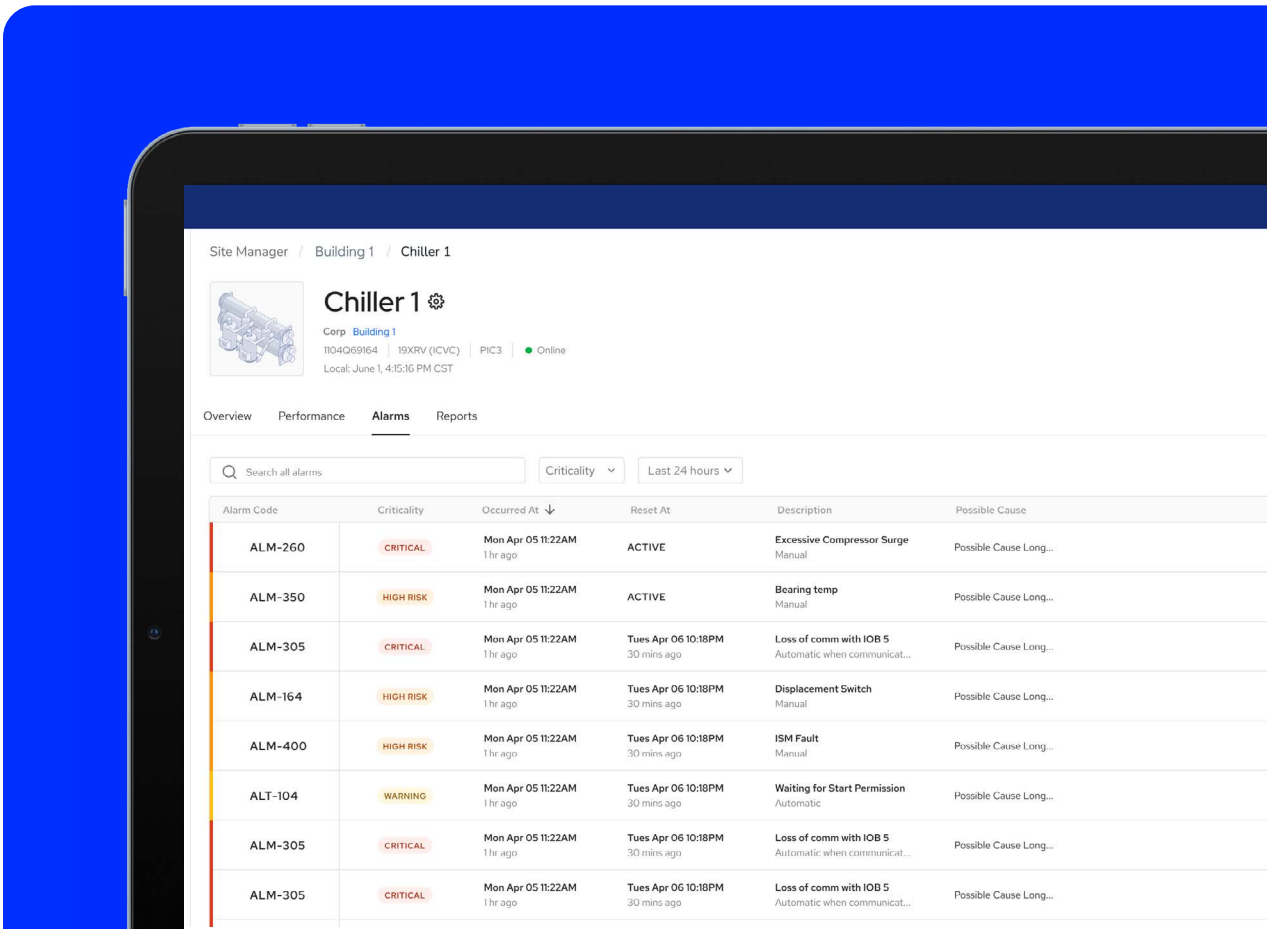 Site Manager / Building 1 / Chiller 1
Chiller 1
Corp Building 1
1104Q69164 | 19XRV (ICVC) | PIC3 | Online
Local: June 1, 4:15:16 PM CST
Overview Performance Alarms Reports
Search all alarms Criticality Last 24 hours
Alarm Code Criticality Occurred At Reset At Description Possible Cause
ALM-260 CRITICAL Mon Apr 05 11:22AM ACTIVE Excessive Compressor Surge Possible Cause Long...
1 hr ago Manual
ALM-350 HIGH RISK Mon Apr 05 11:22AM ACTIVE Bearing temp Possible Cause Long...
1 hr ago Manual
ALM-305 CRITICAL Mon Apr 05 11:22AM Tues Apr 06 10:18PM Loss of comm with IOB 5 Possible Cause Long...
1 hr ago 30 mins ago Automatic when communicat...
ALM-164 HIGH RISK Mon Apr 05 11:22AM Tues Apr 06 10:18PM Displacement Switch Possible Cause Long...
1 hr ago 30 mins ago Manual
ALM-400 HIGH RISK Mon Apr 05 11:22AM Tues Apr 06 10:18PM ISM Fault Possible Cause Long...
1 hr ago 30 mins ago Manual
ALT-104 WARNING Mon Apr 05 11:22AM Tues Apr 06 10:18PM Waiting for Start Permission Possible Cause Long...
1 hr ago 30 mins ago Automatic
ALM-305 CRITICAL Mon Apr 05 11:22AM Tues Apr 06 10:18PM Loss of comm with IOB 5 Possible Cause Long...
1 hr ago 30 mins ago Automatic when communicat...
ALM-305 CRITICAL Mon Apr 05 11:22AM Tues Apr 06 10:18PM Loss of comm with IOB 5 Possible Cause Long...
1 hr ago 30 mins ago Automatic when communicat...